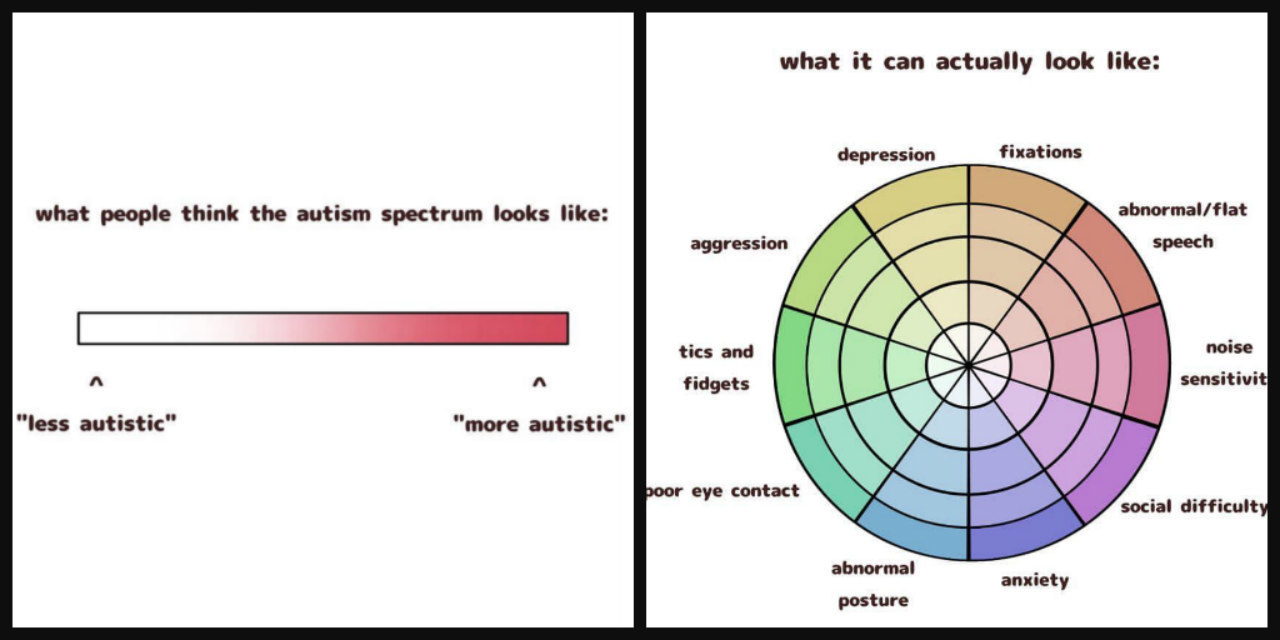 what people think the autism spectrum looks like:
^ ^
"less autistic" "more autistic"
what it can actually look like:
depression fixations
abnormal/flat
speech
aggression
noise
sensitivit
tics and
fidgets
poor eye contact
social difficulty
abnormal
posture
anxiety